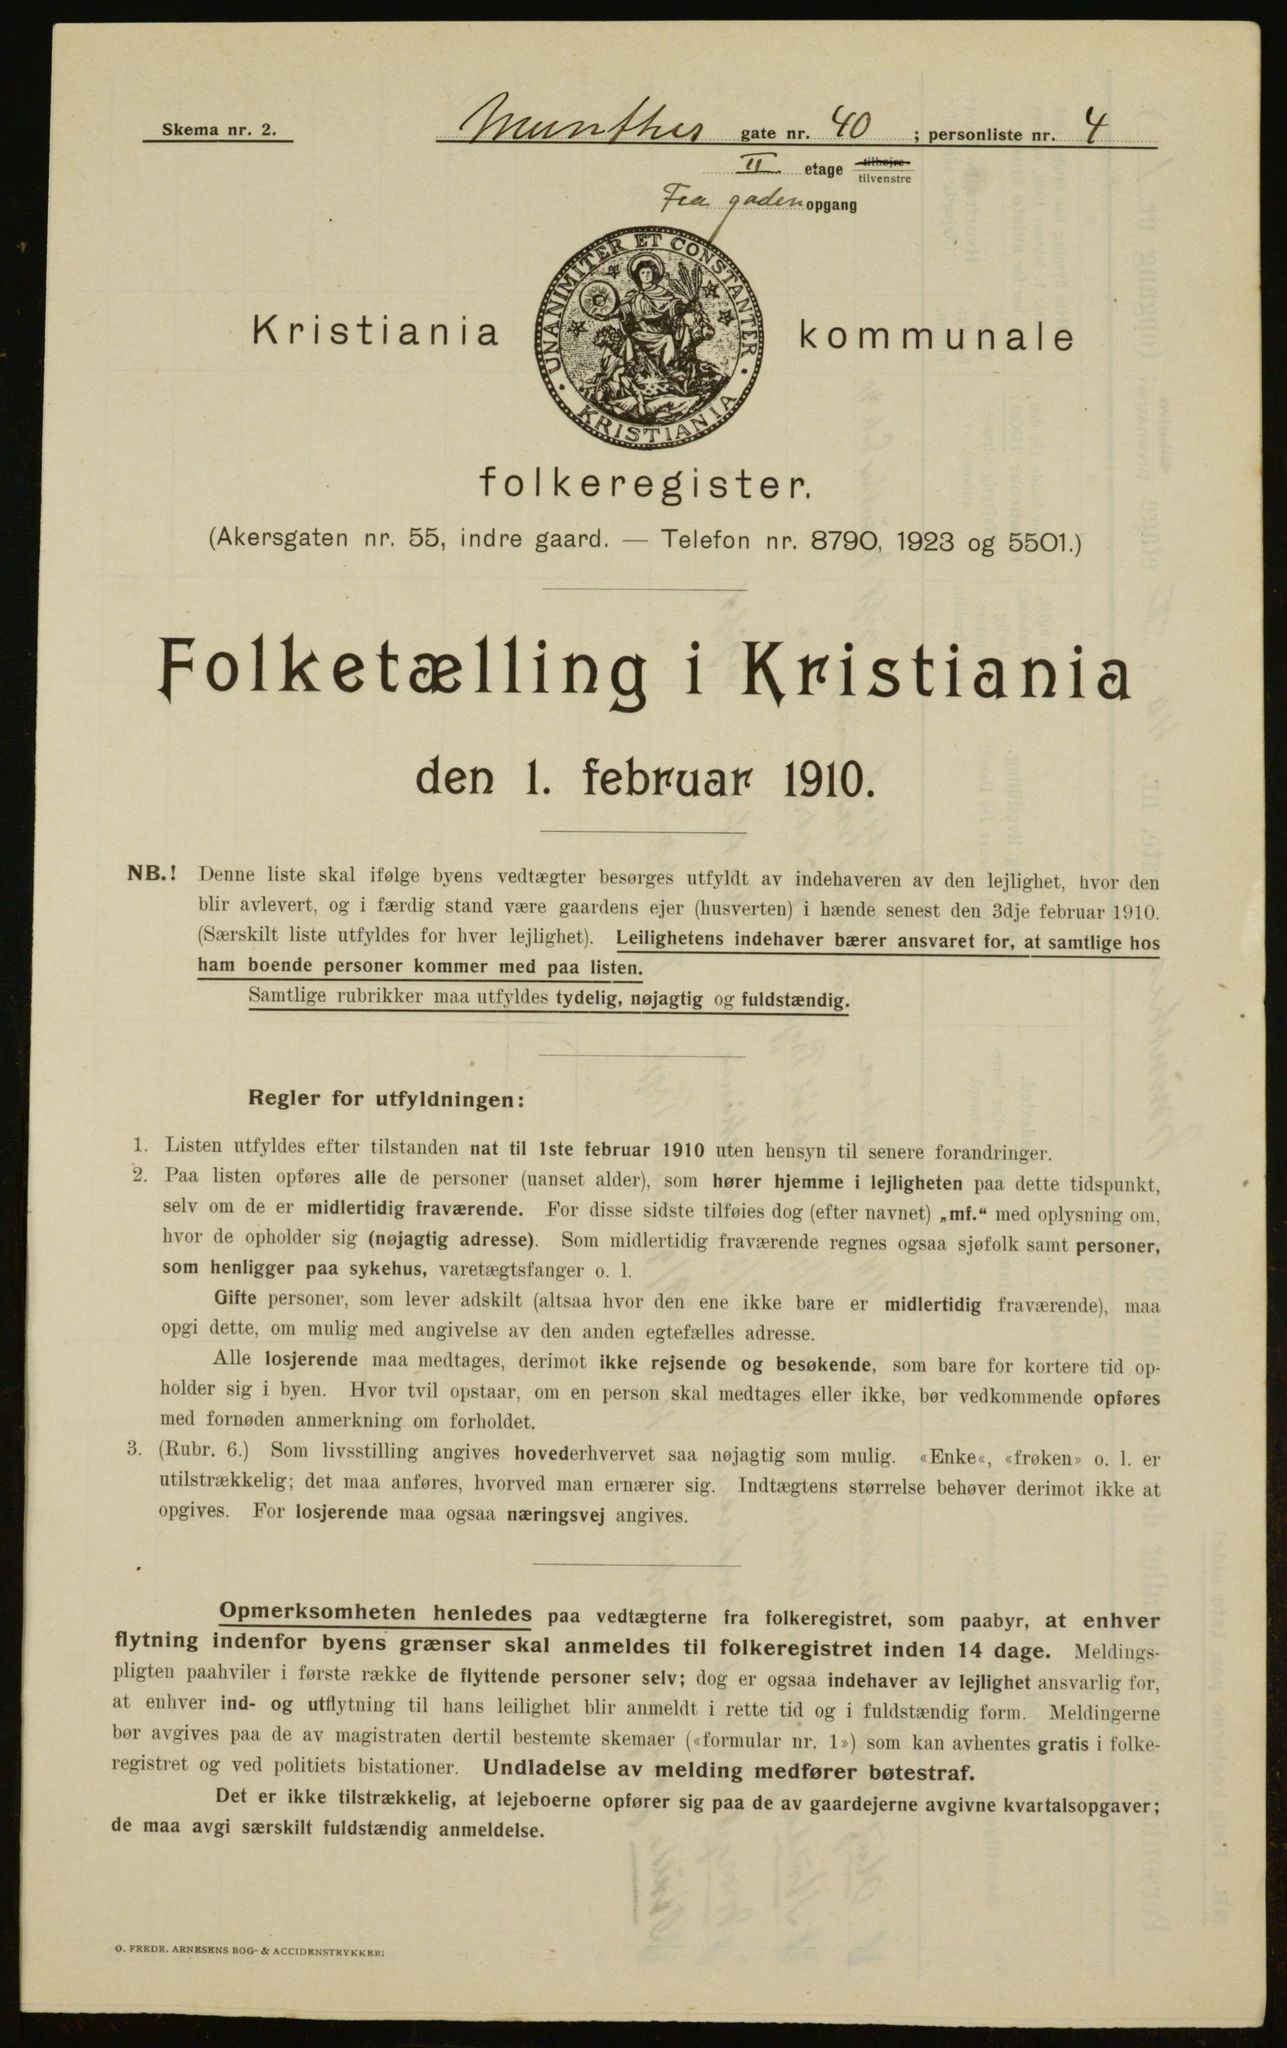 Skema nr. 2.
Munthes gate nr. 40 ; personliste nr. 4
II etage tilhøjre
tilvenstre
Fra gaden opgang
UNANIMITER ET CONSTANTER
KRISTIANIA
Kristiania kommunale
folkeregister.
(Akersgaten nr. 55, indre gaard. — Telefon nr. 8790, 1923 og 5501.)
Folketælling i Kristiania
den 1. februar 1910.
NB.! Denne liste skal ifølge byens vedtægter besørges utfyldt av indehaveren av den lejlighet, hvor den
blir avlevert, og i færdig stand være gaardens ejer (husverten) i hænde senest den 3dje februar 1910.
(Særskilt liste utfyldes for hver lejlighet). Leilighetens indehaver bærer ansvaret for, at samtlige hos
ham boende personer kommer med paa listen.
Samtlige rubrikker maa utfyldes tydelig, nøjagtig og fuldstændig.
Regler for utfyldningen:
1. Listen utfyldes efter tilstanden nat til 1ste februar 1910 uten hensyn til senere forandringer.
2. Paa listen opføres alle de personer (uanset alder), som hører hjemme i lejligheten paa dette tidspunkt,
selv om de er midlertidig fraværende. For disse sidste tilføies dog (efter navnet) „mf.“ med oplysning om,
hvor de opholder sig (nøjagtig adresse). Som midlertidig fraværende regnes ogsaa sjøfolk samt personer,
som henligger paa sykehus, varetægtsfanger o. l.
Gifte personer, som lever adskilt (altsaa hvor den ene ikke bare er midlertidig fraværende), maa
opgi dette, om mulig med angivelse av den anden egtefælles adresse.
Alle losjerende maa medtages, derimot ikke rejsende og besøkende, som bare for kortere tid op-
holder sig i byen. Hvor tvil opstaar, om en person skal medtages eller ikke, bør vedkommende opføres
med fornøden anmerkning om forholdet.
3. (Rubr. 6.) Som livsstilling angives hovederhvervet saa nøjagtig som mulig. «Enke«, «frøken» o. l. er
utilstrækkelig; det maa anføres, hvorved man ernærer sig. Indtægtens størrelse behøver derimot ikke at
opgives. For losjerende maa ogsaa næringsvej angives.
Opmerksomheten henledes paa vedtægterne fra folkeregistret, som paabyr, at enhver
flytning indenfor byens grænser skal anmeldes til folkeregistret inden 14 dage. Meldings-
pligten paahviler i første række de flyttende personer selv; dog er ogsaa indehaver av lejlighet ansvarlig for,
at enhver ind- og utflytning til hans leilighet blir anmeldt i rette tid og i fuldstændig form. Meldingerne
bør avgives paa de av magistraten dertil bestemte skemaer («formular nr. 1») som kan avhentes gratis i folke-
registret og ved politiets bistationer. Undladelse av melding medfører bøtestraf.
Det er ikke tilstrækkelig, at lejeboerne opfører sig paa de av gaardejerne avgivne kvartalsopgaver;
de maa avgi særskilt fuldstændig anmeldelse.
O. FREDR. ARNESENS BOG- & ACCIDENSTRYKKERI